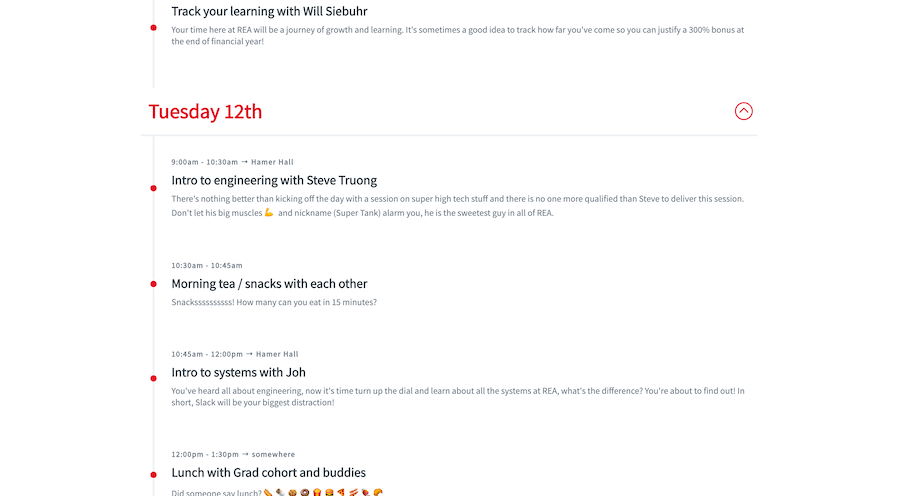 Track your learning with Will Siebuhr
Your time here at REA will be a journey of growth and learning. It's sometimes a good idea to track how far you've come so you can justify a 300% bonus at
the end of financial year!
Tuesday 12th
9:00am - 10:30am → Hamer Hall
Intro to engineering with Steve Truong
There's nothing better than kicking off the day with a session on super high tech stuff and there is no one more qualified than Steve to deliver this session.
Don't let his big muscles 💪 and nickname (Super Tank) alarm you, he is the sweetest guy in all of REA.
10:30am - 10:45am
Morning tea / snacks with each other
Snackssssssssss! How many can you eat in 15 minutes?
10:45am - 12:00pm → Hamer Hall
Intro to systems with Joh
You've heard all about engineering, now it's time turn up the dial and learn about all the systems at REA, what's the difference? You're about to find out! In
short, Slack will be your biggest distraction!
12:00pm - 1:30pm → somewhere
Lunch with Grad cohort and buddies
Did someone say lunch?